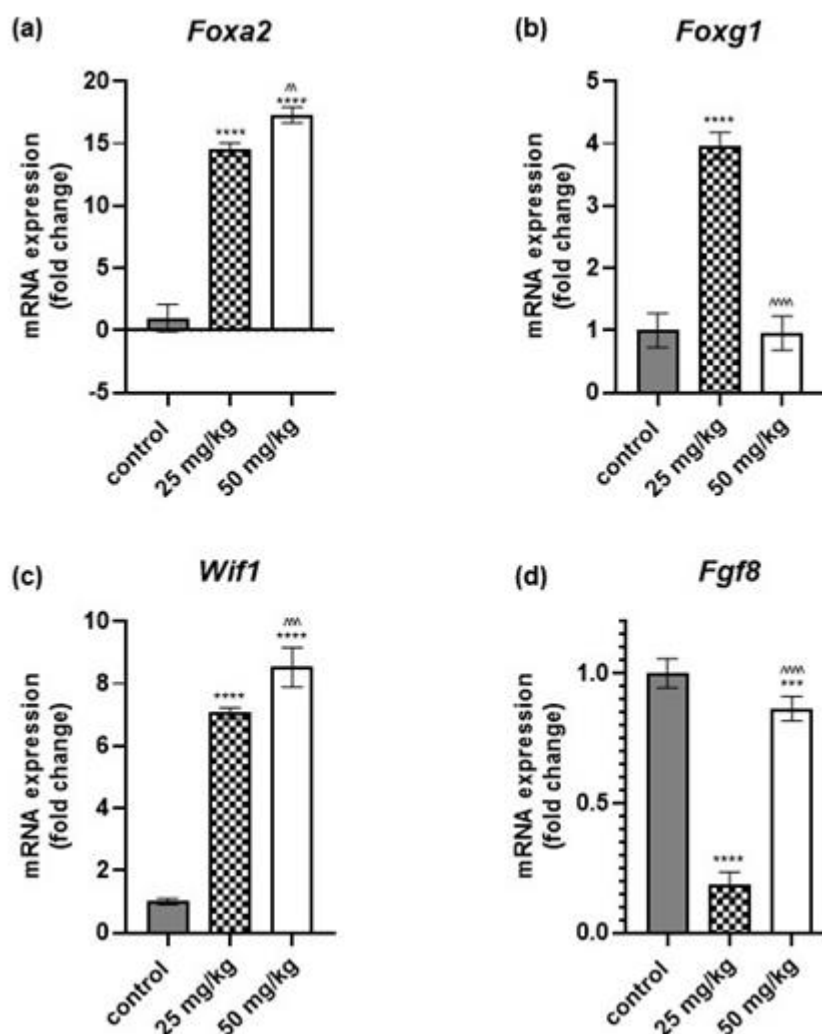 (a)
Foxa2
mRNA expression
(fold change)
20
15
10
5
0
-5
^^
****
****
control
25 mg/kg
50 mg/kg
(b)
Foxg1
mRNA expression
(fold change)
5
4
3
2
1
0
****
^^^^
control
25 mg/kg
50 mg/kg
(c)
Wif1
mRNA expression
(fold change)
10
8
6
4
2
0
^^^
****
****
control
25 mg/kg
50 mg/kg
(d)
Fgf8
mRNA expression
(fold change)
1.0
0.5
0.0
^^^^
***
****
control
25 mg/kg
50 mg/kg